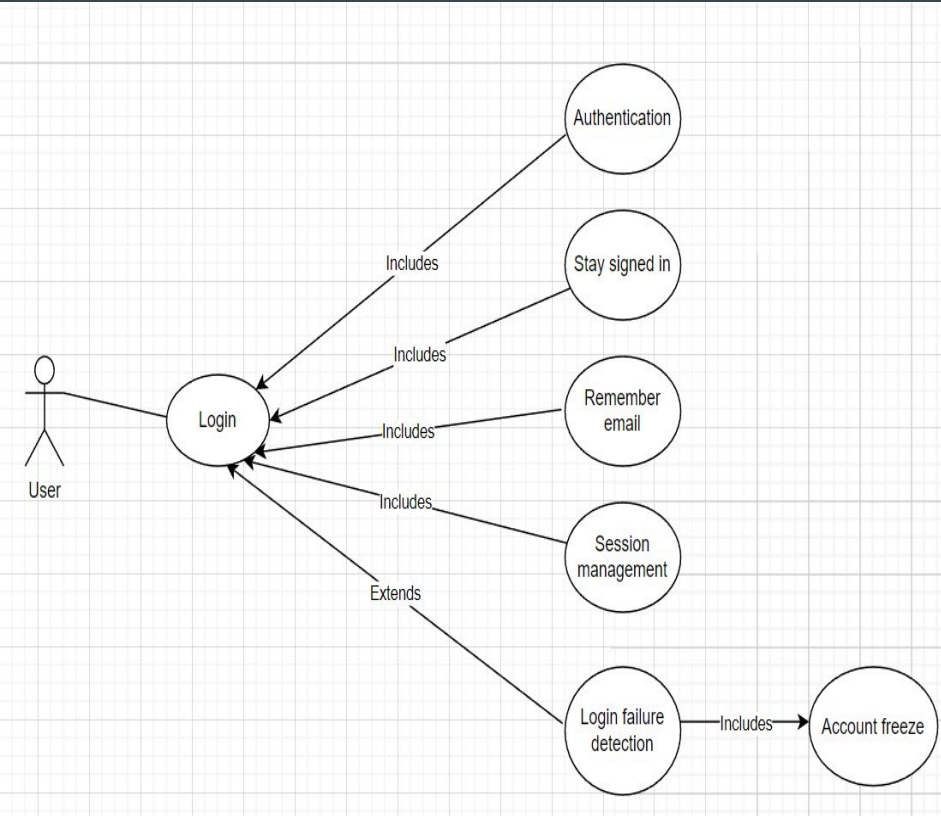 Authentication
Includes
Stay signed in
Includes
Remember
email
Login
Includes
User
Includes
Session
management
Extends
Login failure
detection
Includes
Account freeze